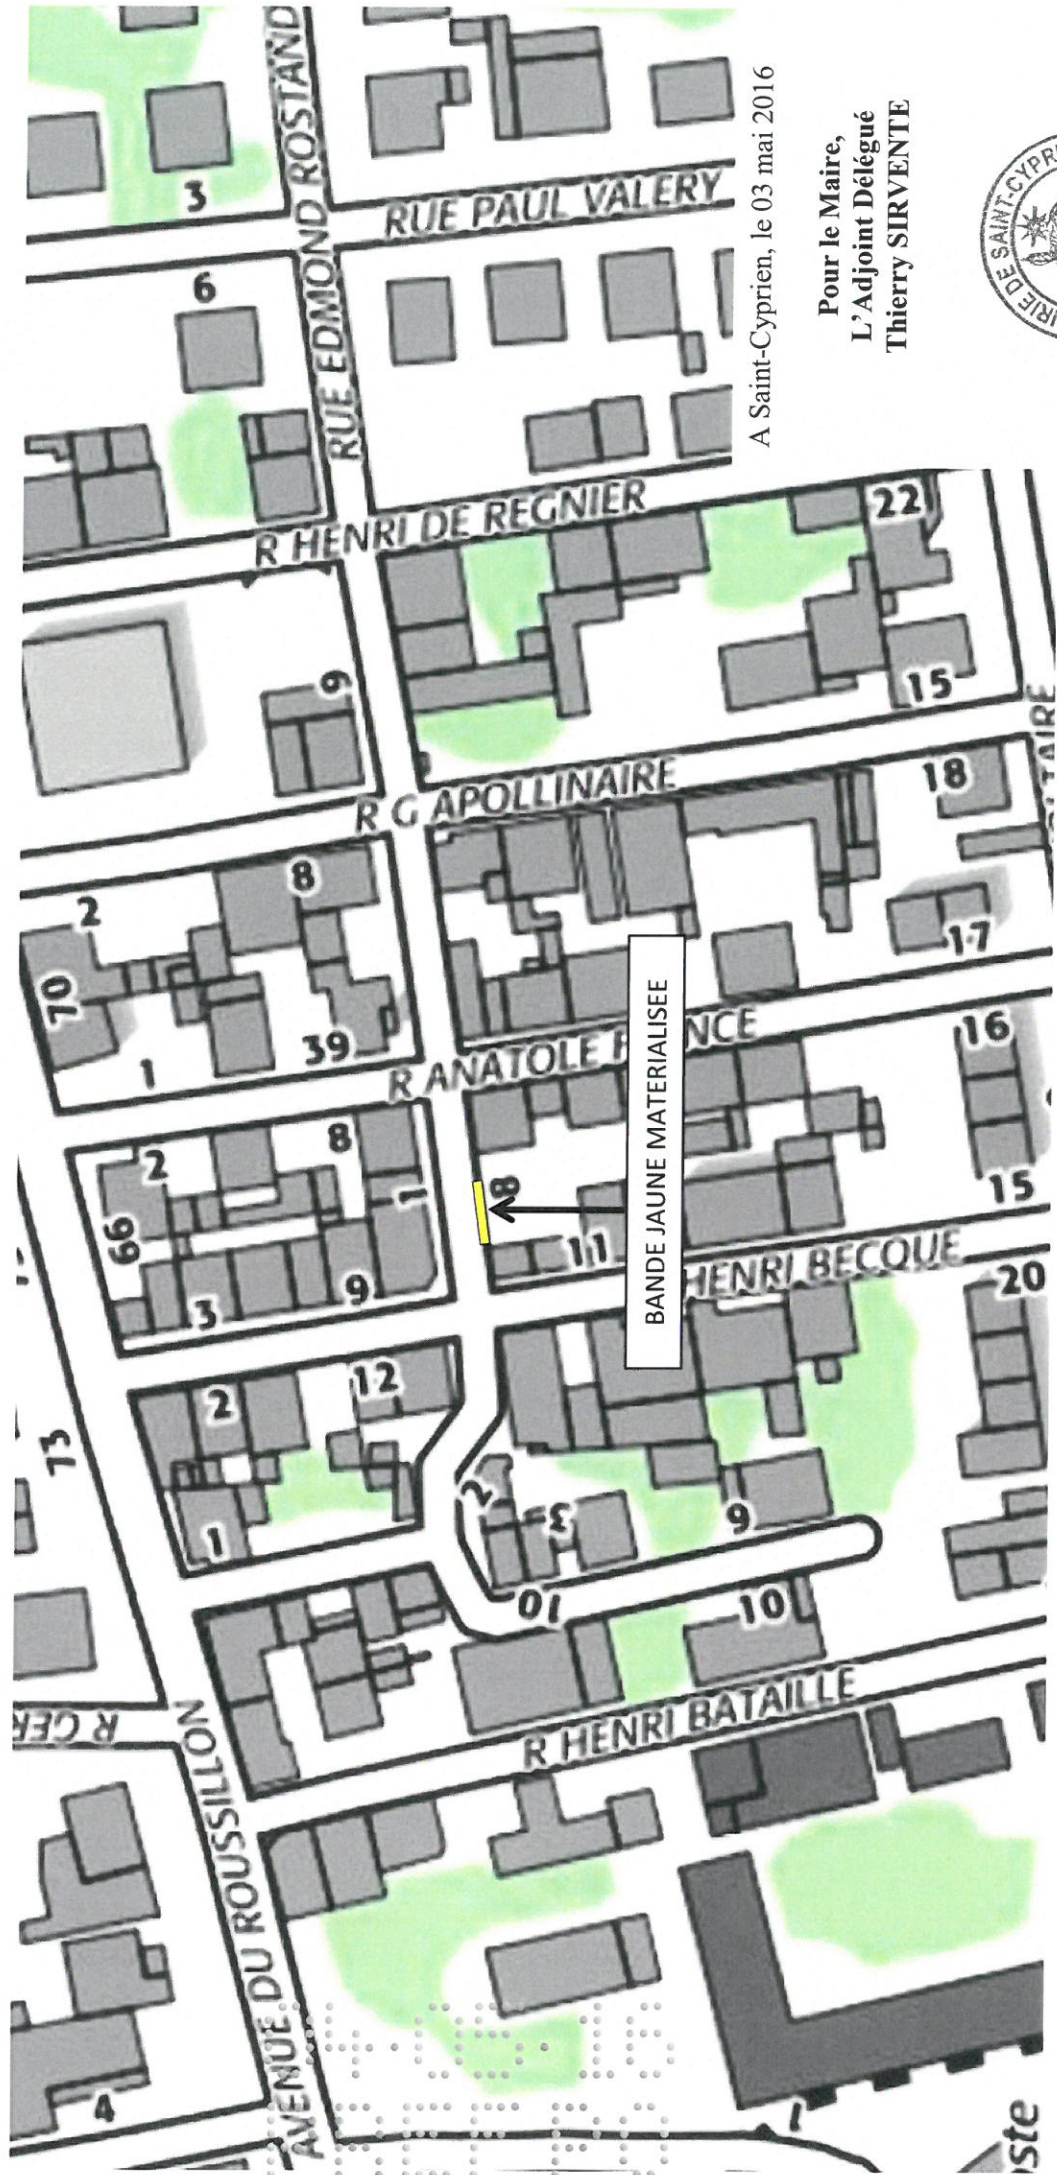 AVENUE DU ROUSSILLON
R HENRI BATAILLE
HENRI BECQUE
R ANATOLE F
NCE
R G APOLLINAIRE
R HENRI DE REGNIER
RUE EDMOND ROSTAND
RUE PAUL VALERY
BANDE JAUNE MATERIALISEE
4
73
1
2
12
3
9
66
2
8
1
70
1
2
39
8
9
6
3
2
3
10
10
9
11
8
20
15
16
17
18
15
22
A Saint-Cyprien, le 03 mai 2016
Pour le Maire,
L'Adjoint Délégué
Thierry SIRVENTE